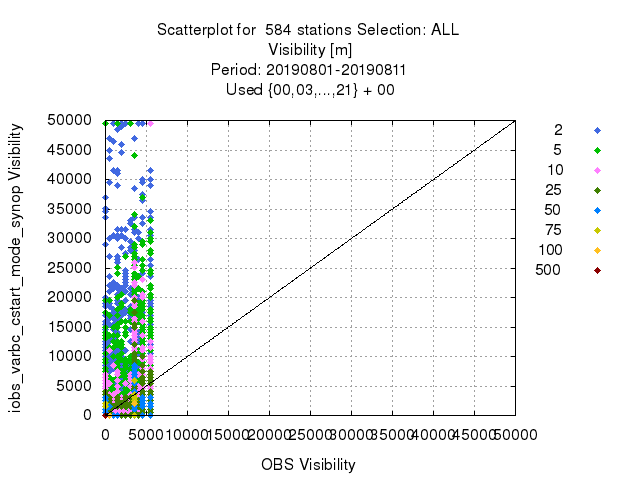 Scatterplot for 584 stations Selection: ALL
Visibility [m]
Period: 20190801-20190811
Used {00,03,...,21} + 00
iobs_varbc_cstart_mode_synop Visibility
50000
45000
40000
35000
30000
25000
20000
15000
10000
5000
0
0 5000 10000 15000 20000 25000 30000 35000 40000 45000 50000
OBS Visibility
2
5
10
25
50
75
100
500